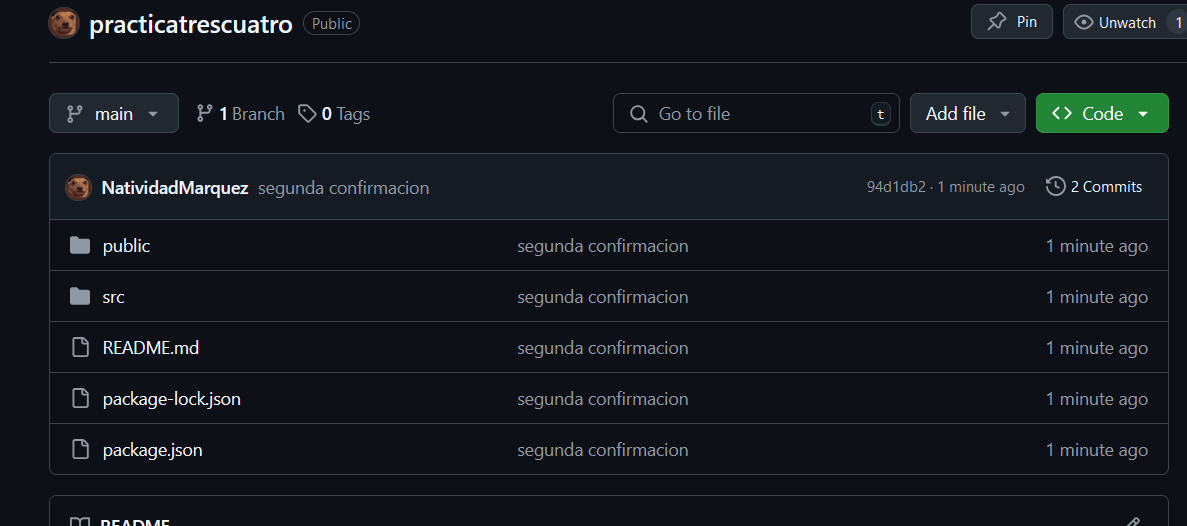 practicatrescuatro Public Pin Unwatch 1
main 1 Branch 0 Tags Go to file t Add file Code
NatividadMarquez segunda confirmacion 94d1db2 · 1 minute ago 2 Commits
public segunda confirmacion 1 minute ago
src segunda confirmacion 1 minute ago
README.md segunda confirmacion 1 minute ago
package-lock.json segunda confirmacion 1 minute ago
package.json segunda confirmacion 1 minute ago
README